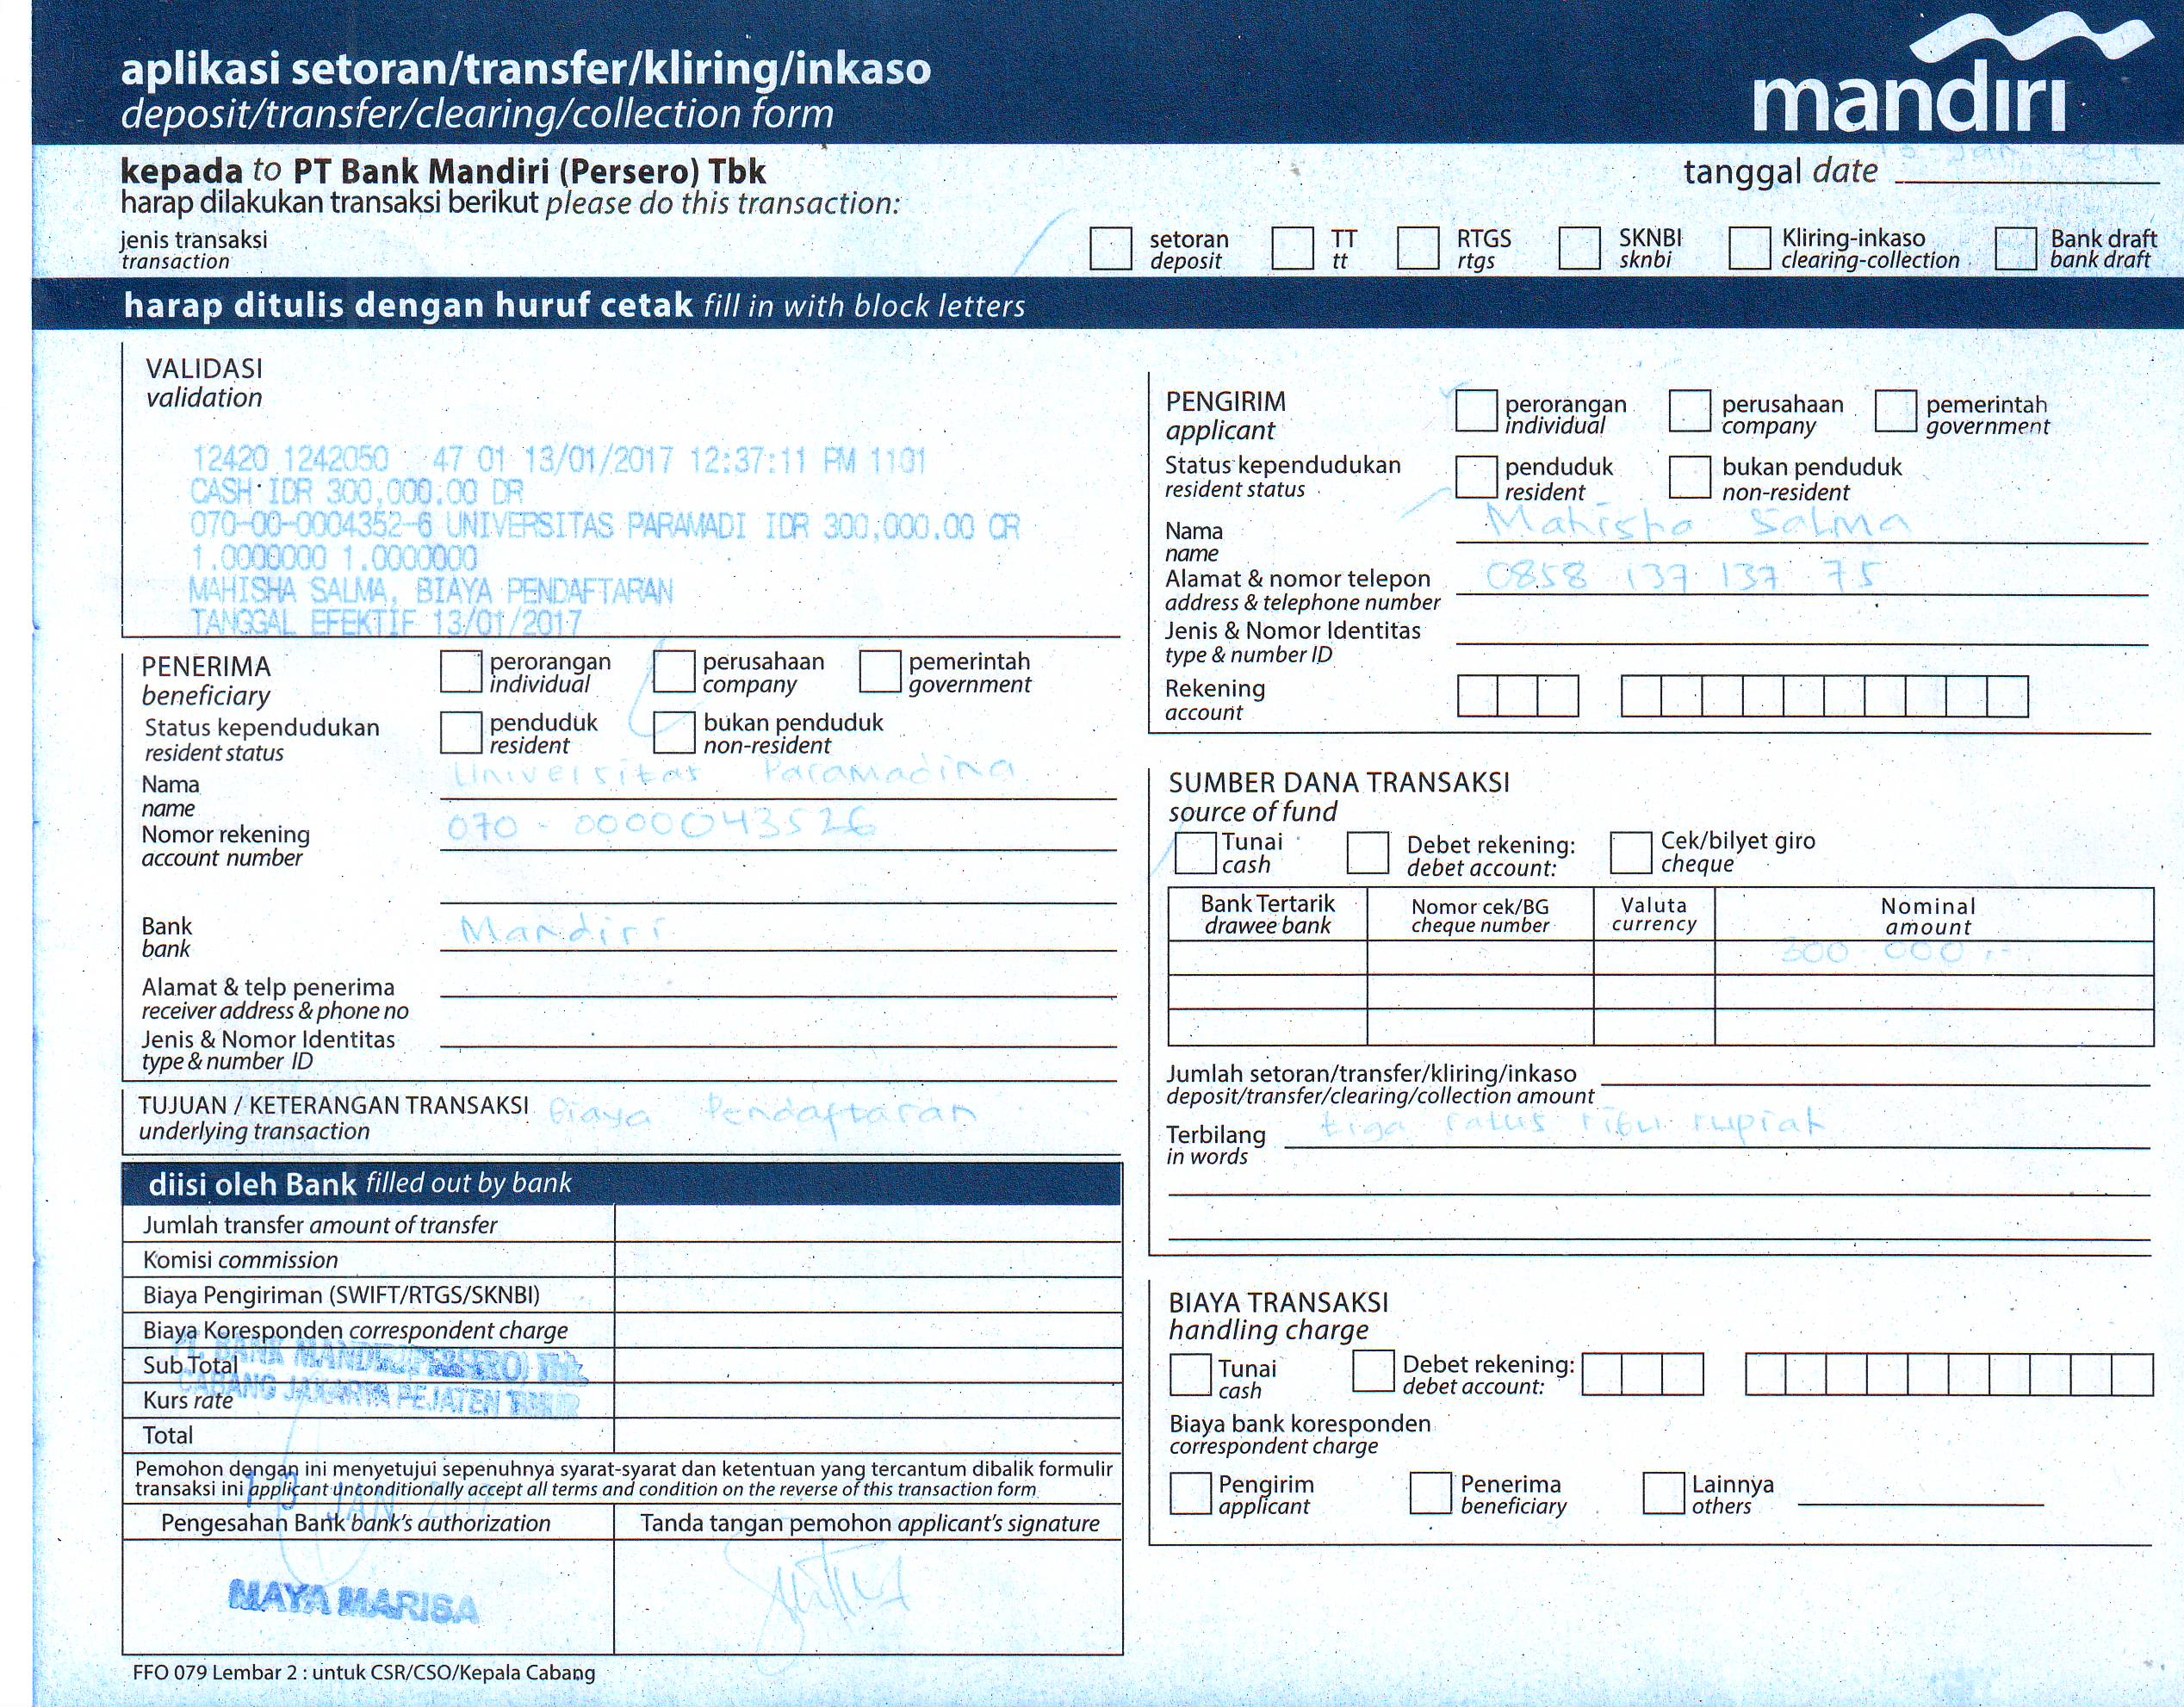 aplikasi setoran/transfer/kliring/inkaso
deposit/transfer/clearing/collection form
mandırı
kepada to PT Bank Mandiri (Persero) Tbk
harap dilakukan transaksi berikut please do this transaction:
tanggal date 13 Jan 2017
jenis transaksi
transaction
setoran
deposit
TT
tt
RTGS
rtgs
SKNBI
sknbi
Kliring-inkaso
clearing-collection
Bank draft
bank draft
harap ditulis dengan huruf cetak fill in with block letters
VALIDASI
validation
12420 1242050 47 01 13/01/2017 12:37:11 PM 1101
CASH IDR 300,000.00 DR
070-00-0004352-6 UNIVERSITAS PARAMADI IDR 300,000.00 CR
1.0000000 1.0000000
MAHISHA SALMA, BIAYA PENDAFTARAN
TANGGAL EFEKTIF 13/01/2017
PENERIMA
beneficiary
perorangan
individual
perusahaan
company
pemerintah
government
Status kependudukan
resident status
penduduk
resident
bukan penduduk
non-resident
Nama
name
Universitas Paramadina
Nomor rekening
account number
070 - 0000043526
Bank
bank
Mandiri
Alamat & telp penerima
receiver address & phone no
Jenis & Nomor Identitas
type & number ID
TUJUAN / KETERANGAN TRANSAKSI Biaya Pendaftaran
underlying transaction
diisi oleh Bank filled out by bank
Jumlah transfer amount of transfer
Komisi commission
Biaya Pengiriman (SWIFT/RTGS/SKNBI)
Biaya Koresponden correspondent charge
PT. BANK MANDIRI (PERSERO) Tbk
Sub Total
CABANG JAKARTA PEJATEN TIMUR
Kurs rate
Total
Pemohon dengan ini menyetujui sepenuhnya syarat-syarat dan ketentuan yang tercantum dibalik formulir
transaksi ini applicant unconditionally accept all terms and condition on the reverse of this transaction form
13 JAN
Pengesahan Bank bank's authorization
Tanda tangan pemohon applicant's signature
MAYA MARISA
FFO 079 Lembar 2 : untuk CSR/CSO/Kepala Cabang
PENGIRIM
applicant
perorangan
individual
perusahaan
company
pemerintah
government
Status kependudukan
resident status
penduduk
resident
bukan penduduk
non-resident
Nama
name
Mahisha Salma
Alamat & nomor telepon
address & telephone number
0858 137 137 75
Jenis & Nomor Identitas
type & number ID
Rekening
account
SUMBER DANA TRANSAKSI
source of fund
Tunai
cash
Debet rekening:
debet account:
Cek/bilyet giro
cheque
Bank Tertarik
drawee bank
Nomor cek/BG
cheque number
Valuta
currency
Nominal
amount
300.000,-
Jumlah setoran/transfer/kliring/inkaso
deposit/transfer/clearing/collection amount
Terbilang
in words
tiga ratus ribu rupiah
BIAYA TRANSAKSI
handling charge
Tunai
cash
Debet rekening:
debet account:
Biaya bank koresponden
correspondent charge
Pengirim
applicant
Penerima
beneficiary
Lainnya
others